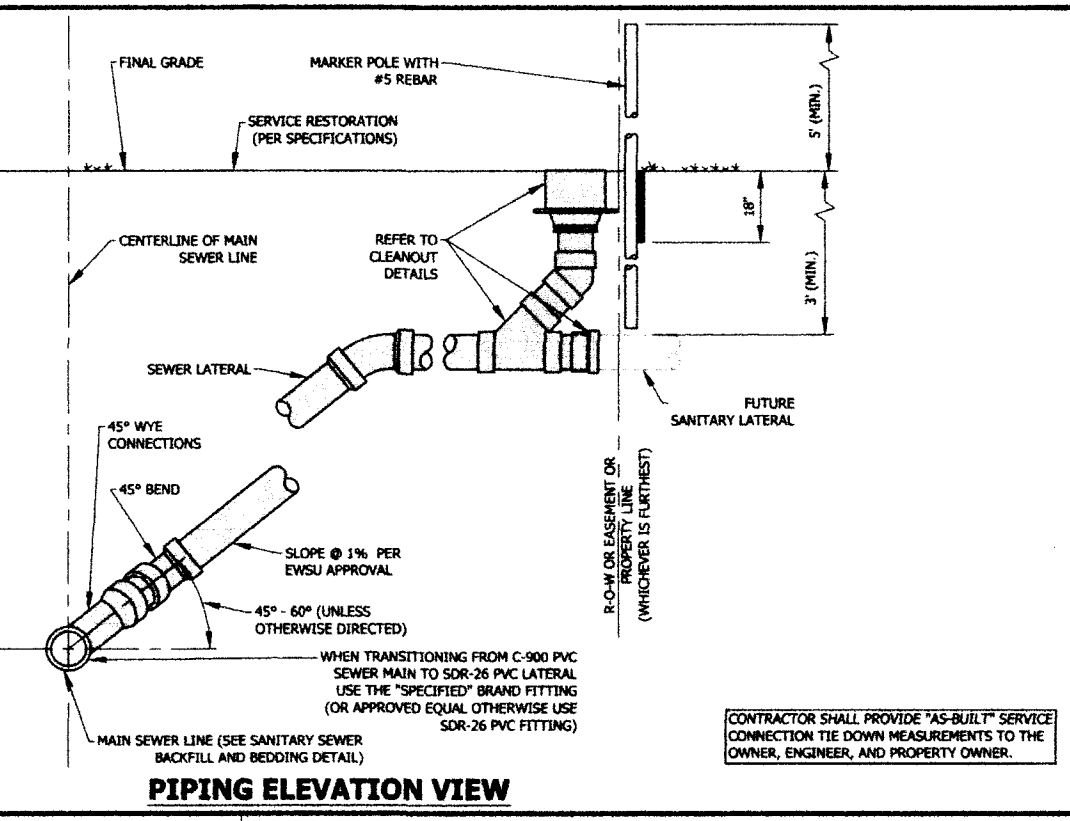 FINAL GRADE
MARKER POLE WITH
#5 REBAR
SERVICE RESTORATION
(PER SPECIFICATIONS)
5' (MIN.)
18"
3' (MIN.)
CENTERLINE OF MAIN
SEWER LINE
REFER TO
CLEANOUT
DETAILS
SEWER LATERAL
FUTURE
SANITARY LATERAL
45° WYE
CONNECTIONS
45° BEND
R-O-W OR EASEMENT OR
PROPERTY LINE
(WHICHEVER IS FURTHEST)
SLOPE @ 1% PER
EWSU APPROVAL
45° - 60° (UNLESS
OTHERWISE DIRECTED)
WHEN TRANSITIONING FROM C-900 PVC
SEWER MAIN TO SDR-26 PVC LATERAL
USE THE "SPECIFIED" BRAND FITTING
(OR APPROVED EQUAL OTHERWISE USE
SDR-26 PVC FITTING)
MAIN SEWER LINE (SEE SANITARY SEWER
BACKFILL AND BEDDING DETAIL)
CONTRACTOR SHALL PROVIDE "AS-BUILT" SERVICE
CONNECTION TIE DOWN MEASUREMENTS TO THE
OWNER, ENGINEER, AND PROPERTY OWNER.
PIPING ELEVATION VIEW